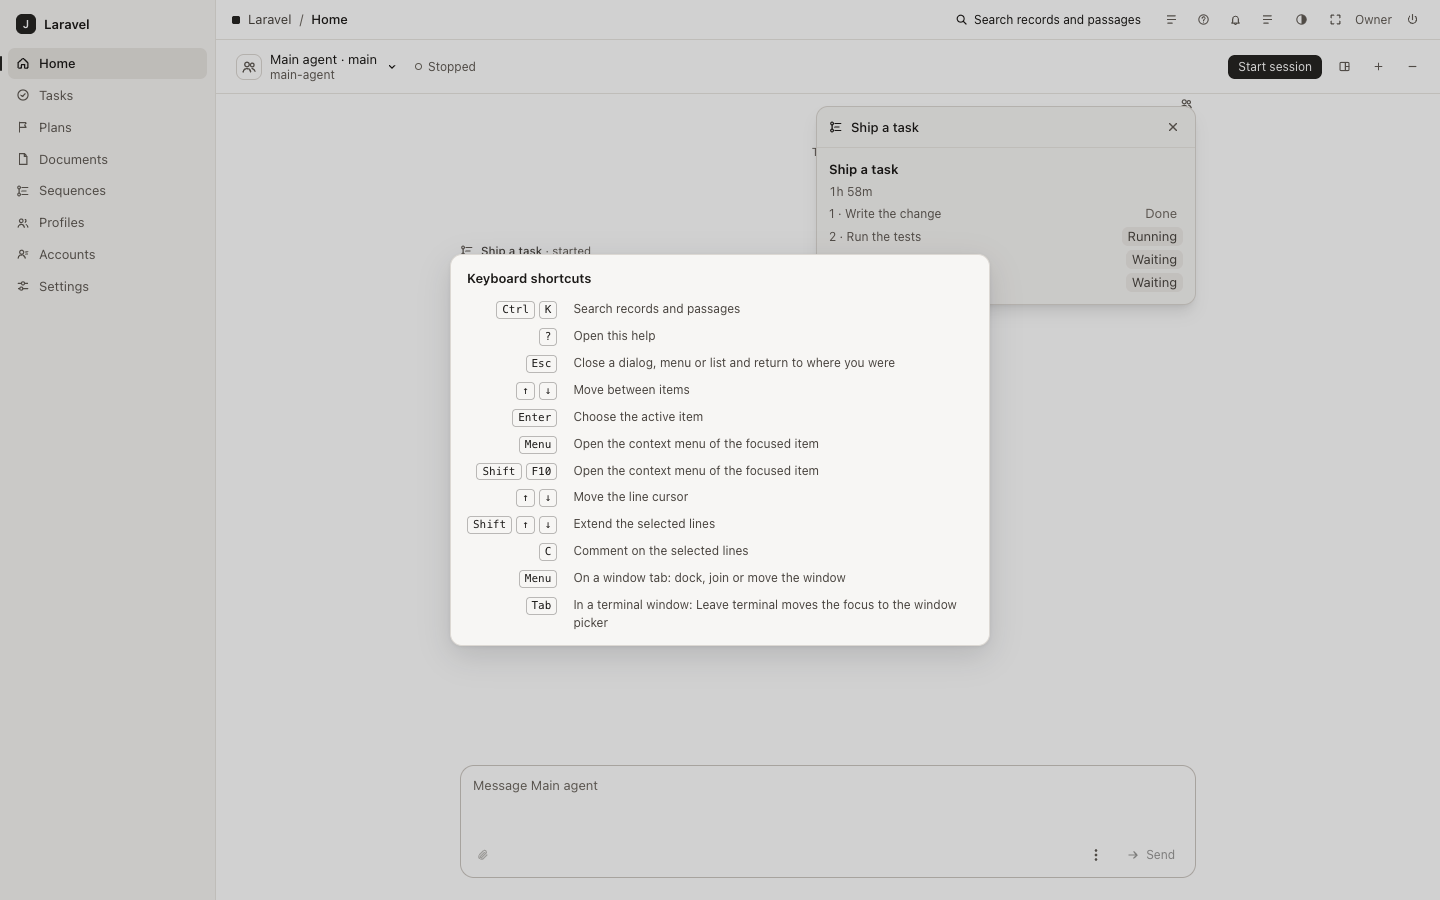 J Laravel
Home
Tasks
Plans
Documents
Sequences
Profiles
Accounts
Settings
Laravel / Home
Search records and passages
Owner
Main agent · main
main-agent
Stopped
Start session
Ship a task
Ship a task
1h 58m
1 · Write the change Done
2 · Run the tests Running
Waiting
Waiting
Ship a task · started
Keyboard shortcuts
Ctrl K Search records and passages
? Open this help
Esc Close a dialog, menu or list and return to where you were
↑ ↓ Move between items
Enter Choose the active item
Menu Open the context menu of the focused item
Shift F10 Open the context menu of the focused item
↑ ↓ Move the line cursor
Shift ↑ ↓ Extend the selected lines
C Comment on the selected lines
Menu On a window tab: dock, join or move the window
Tab In a terminal window: Leave terminal moves the focus to the window
picker
Message Main agent
Send